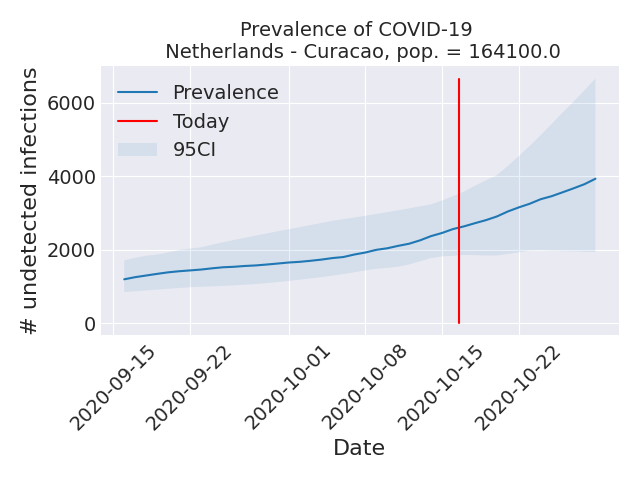 Prevalence of COVID-19
Netherlands - Curacao, pop. = 164100.0
# undetected infections
6000
4000
2000
0
Prevalence
Today
95CI
2020-09-15
2020-09-22
2020-10-01
2020-10-08
2020-10-15
2020-10-22
Date